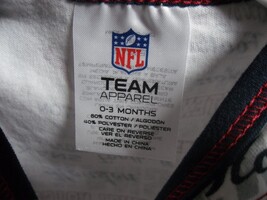 NFL
TEAM
APPAREL
0-3 MONTHS
60% COTTON / ALGODON
40% POLYESTER / POLIESTER
CARE ON REVERSE
VER EL REVERSO
MADE IN CHINA
HECHO EN CHINA